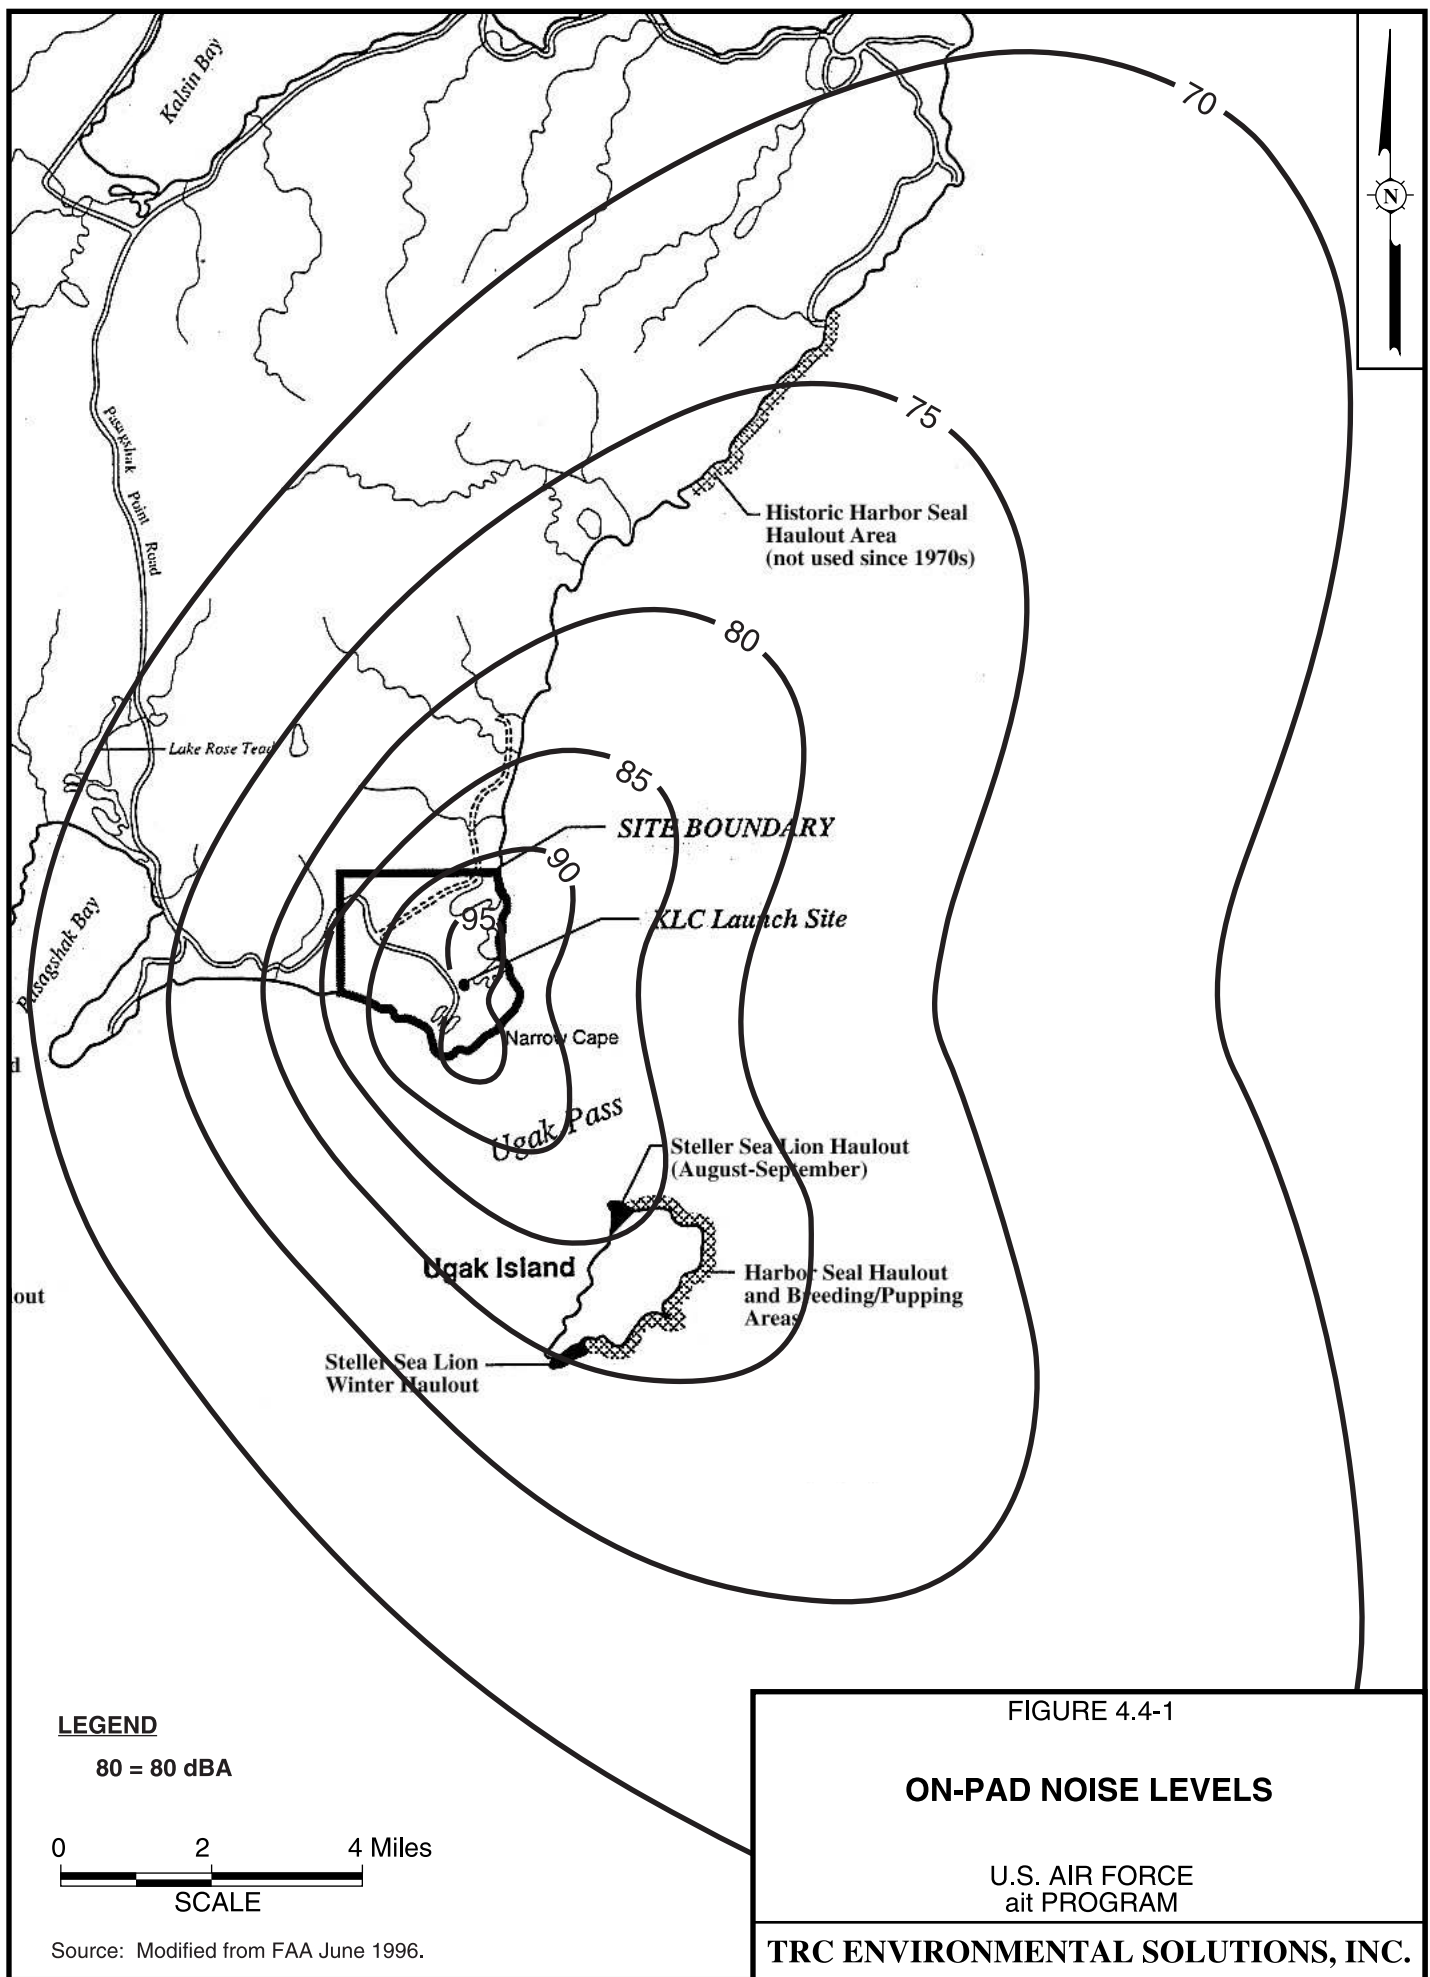 Kalsin Bay
70
N
75
Pasagshak Point Road
Historic Harbor Seal
Haulout Area
(not used since 1970s)
80
Lake Rose Tead
85
SITE BOUNDARY
90
95
KLC Launch Site
Pasagshak Bay
Narrow Cape
d
Ugak Pass
Steller Sea Lion Haulout
(August-September)
Ugak Island
Harbor Seal Haulout
and Breeding/Pupping
Areas
out
Steller Sea Lion
Winter Haulout
LEGEND
80 = 80 dBA
0 2 4 Miles
SCALE
Source: Modified from FAA June 1996.
FIGURE 4.4-1
ON-PAD NOISE LEVELS
U.S. AIR FORCE
ait PROGRAM
TRC ENVIRONMENTAL SOLUTIONS, INC.